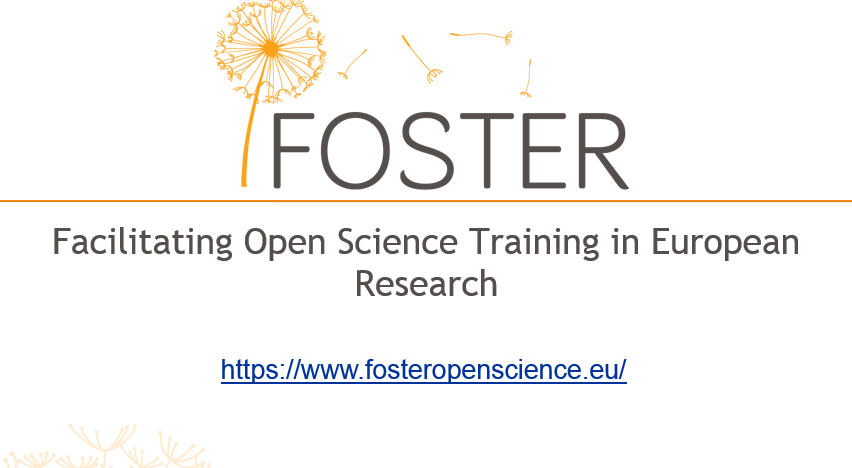 FOSTER
Facilitating Open Science Training in European
Research
https://www.fosteropenscience.eu/